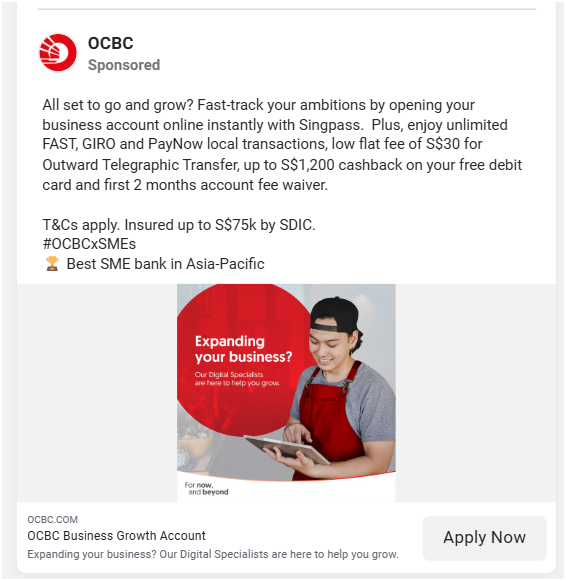 OCBC
Sponsored
All set to go and grow? Fast-track your ambitions by opening your
business account online instantly with Singpass.  Plus, enjoy unlimited
FAST, GIRO and PayNow local transactions, low flat fee of S$30 for
Outward Telegraphic Transfer, up to S$1,200 cashback on your free debit
card and first 2 months account fee waiver.
T&Cs apply. Insured up to S$75k by SDIC.
#OCBCxSMEs
🏆 Best SME bank in Asia-Pacific
Expanding
your business?
Our Digital Specialists
are here to help you grow.
For now,
and beyond
OCBC.COM
OCBC Business Growth Account
Expanding your business? Our Digital Specialists are here to help you grow.
Apply Now